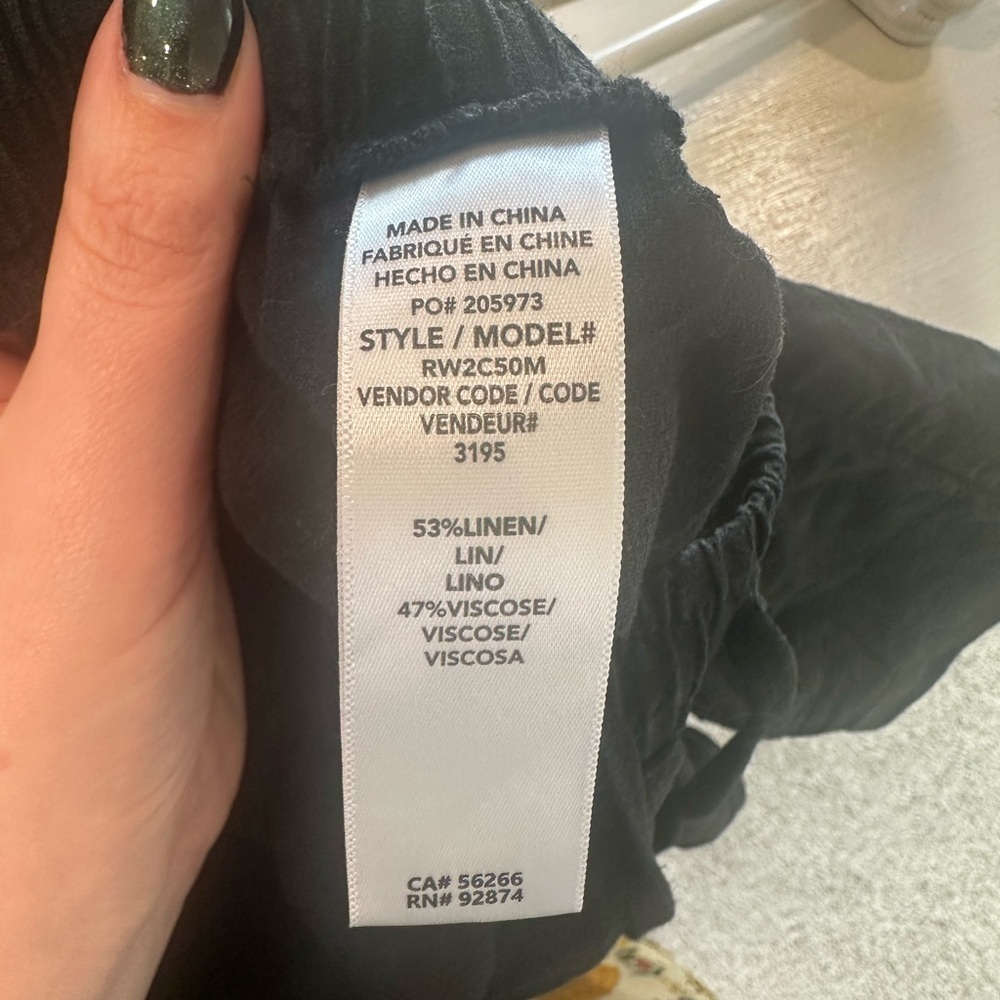 MADE IN CHINA
FABRIQUÉ EN CHINE
HECHO EN CHINA
PO# 205973
STYLE / MODEL#
RW2C50M
VENDOR CODE / CODE
VENDEUR#
3195
53%LINEN/
LIN/
LINO
47%VISCOSE/
VISCOSE/
VISCOSA
CA# 56266
RN# 92874